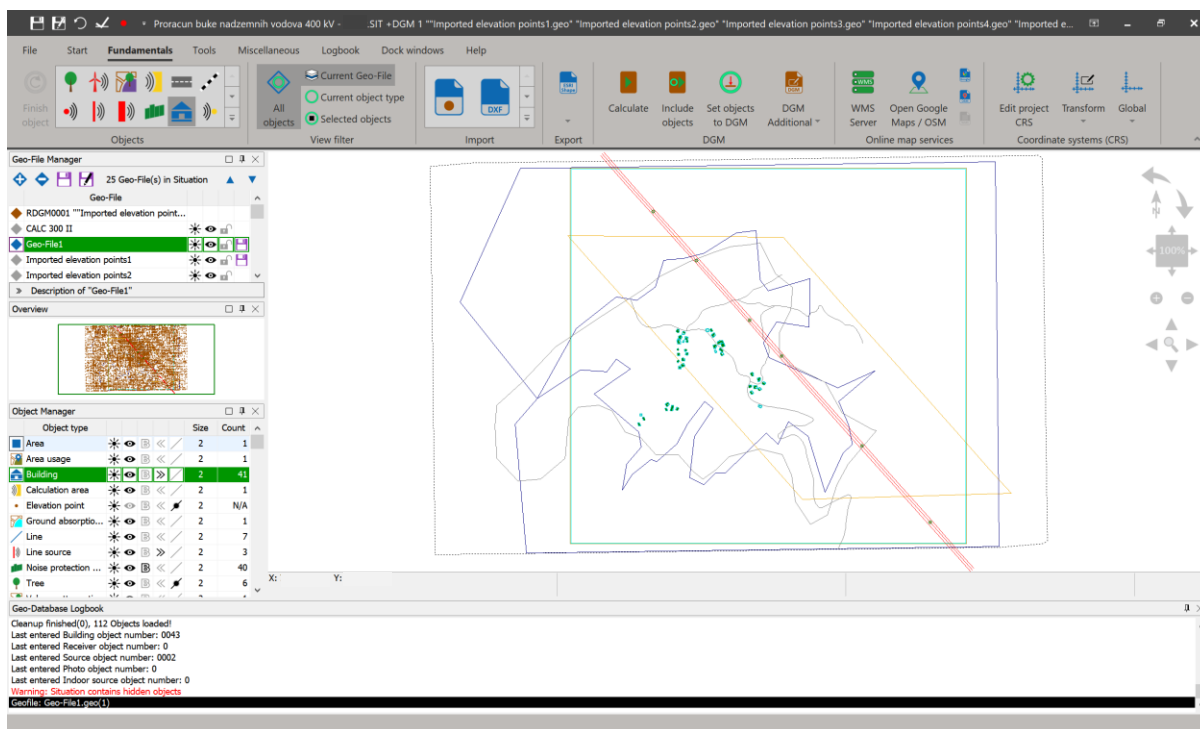 Proracun buke nadzemnih vodova 400 kV - .SIT +DGM 1 ""Imported elevation points1.geo" "Imported elevation points2.geo" "Imported elevation points3.geo" "Imported elevation points4.geo" "Imported e...
File Start Fundamentals Tools Miscellaneous Logbook Dock windows Help
Finish object
Objects
All objects
Current Geo-File
Current object type
Selected objects
View filter
DXF
Import
ESRI Shape
Export
Calculate
Include objects
Set objects to DGM
DGM Additional
DGM
WMS
WMS Server
Open Google Maps / OSM
Online map services
Edit project CRS
Transform
Global
Coordinate systems (CRS)
Geo-File Manager
25 Geo-File(s) in Situation
Geo-File
RDGM0001 ""Imported elevation point...
CALC 300 II
Geo-File1
Imported elevation points1
Imported elevation points2
» Description of "Geo-File1"
Overview
Object Manager
Object type Size Count
Area 2 1
Area usage 2 1
Building 2 41
Calculation area 2 1
Elevation point 2 N/A
Ground absorptio... 2 1
Line 2 7
Line source 2 3
Noise protection ... 2 40
Tree 2 6
N
100%
X: Y:
Geo-Database Logbook
Cleanup finished(0), 112 Objects loaded!
Last entered Building object number: 0043
Last entered Receiver object number: 0
Last entered Source object number: 0002
Last entered Photo object number: 0
Last entered Indoor source object number: 0
Warning: Situation contains hidden objects
Geofile: Geo-File1.geo(1)